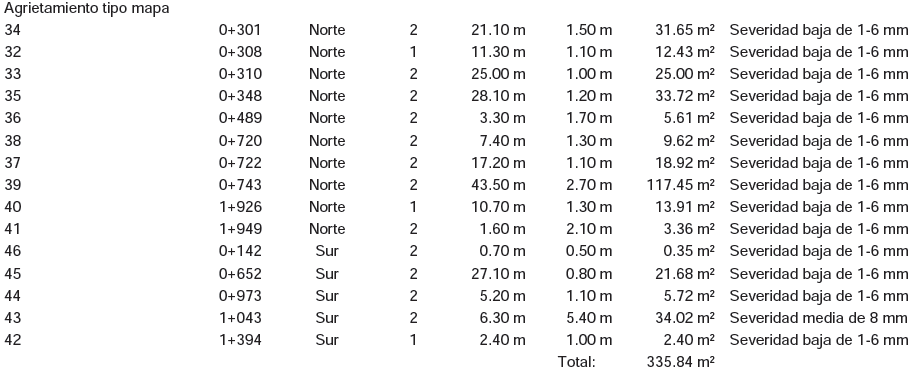 Agrietamiento tipo mapa
34 0+301 Norte 2 21.10 m 1.50 m 31.65 m² Severidad baja de 1-6 mm
32 0+308 Norte 1 11.30 m 1.10 m 12.43 m² Severidad baja de 1-6 mm
33 0+310 Norte 2 25.00 m 1.00 m 25.00 m² Severidad baja de 1-6 mm
35 0+348 Norte 2 28.10 m 1.20 m 33.72 m² Severidad baja de 1-6 mm
36 0+489 Norte 2 3.30 m 1.70 m 5.61 m² Severidad baja de 1-6 mm
38 0+720 Norte 2 7.40 m 1.30 m 9.62 m² Severidad baja de 1-6 mm
37 0+722 Norte 2 17.20 m 1.10 m 18.92 m² Severidad baja de 1-6 mm
39 0+743 Norte 2 43.50 m 2.70 m 117.45 m² Severidad baja de 1-6 mm
40 1+926 Norte 1 10.70 m 1.30 m 13.91 m² Severidad baja de 1-6 mm
41 1+949 Norte 2 1.60 m 2.10 m 3.36 m² Severidad baja de 1-6 mm
46 0+142 Sur 2 0.70 m 0.50 m 0.35 m² Severidad baja de 1-6 mm
45 0+652 Sur 2 27.10 m 0.80 m 21.68 m² Severidad baja de 1-6 mm
44 0+973 Sur 2 5.20 m 1.10 m 5.72 m² Severidad baja de 1-6 mm
43 1+043 Sur 2 6.30 m 5.40 m 34.02 m² Severidad media de 8 mm
42 1+394 Sur 1 2.40 m 1.00 m 2.40 m² Severidad baja de 1-6 mm
Total: 335.84 m²